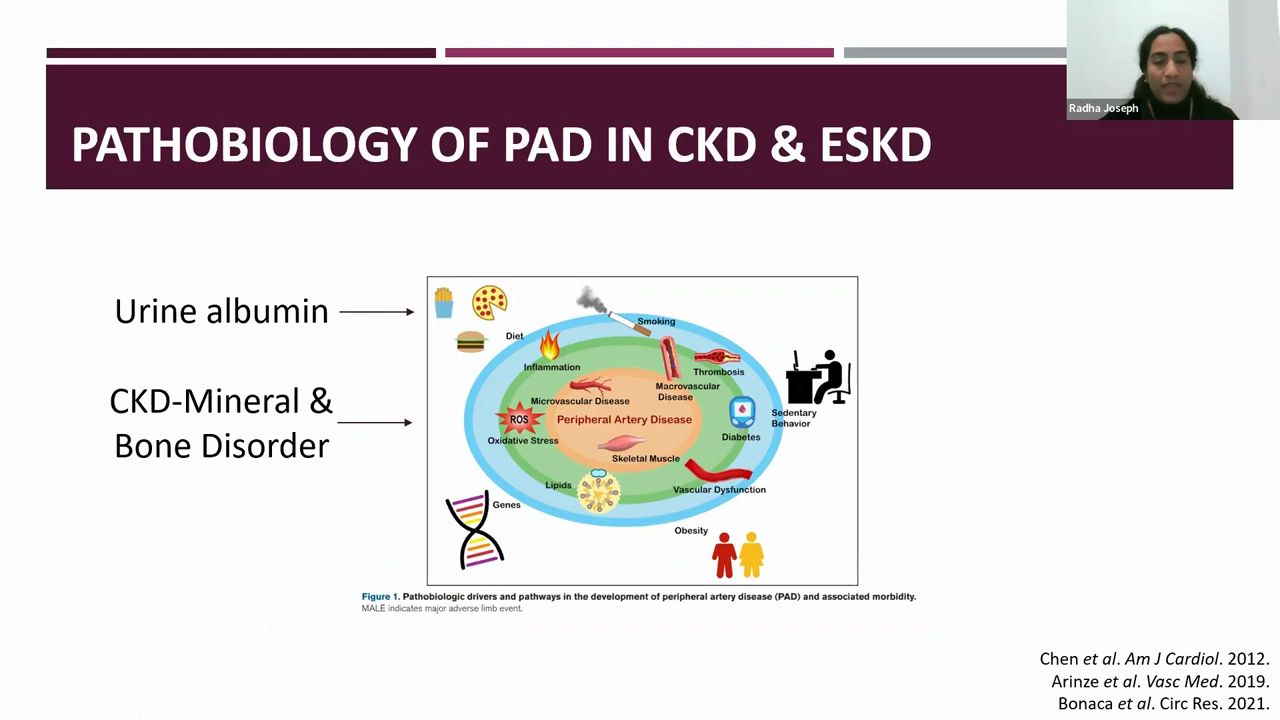 Radha Joseph
PATHOBIOLOGY OF PAD IN CKD & ESKD
Urine albumin
CKD-Mineral &
Bone Disorder
Smoking
Diet
Inflammation
Thrombosis
Macrovascular
Disease
Microvascular Disease
Sedentary
Behavior
ROS
Peripheral Artery Disease
Oxidative Stress
Diabetes
Skeletal Muscle
Lipids
Vascular Dysfunction
Genes
Obesity
Figure 1. Pathobiologic drivers and pathways in the development of peripheral artery disease (PAD) and associated morbidity.
MALE indicates major adverse limb event.
Chen et al. Am J Cardiol. 2012.
Arinze et al. Vasc Med. 2019.
Bonaca et al. Circ Res. 2021.